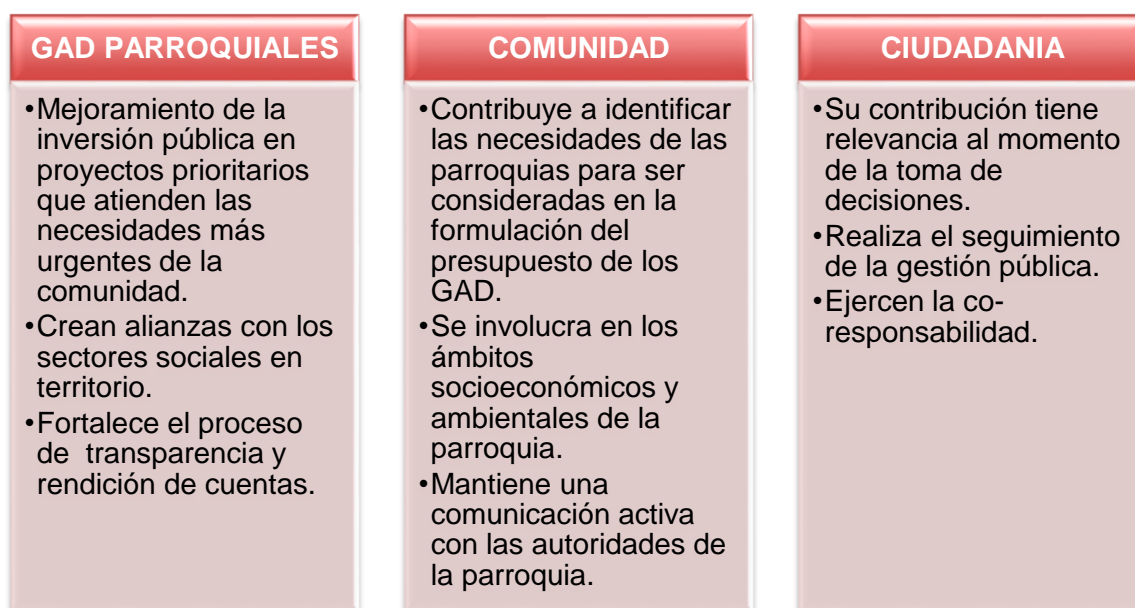 GAD PARROQUIALES
•Mejoramiento de la
inversión pública en
proyectos prioritarios
que atienden las
necesidades más
urgentes de la
comunidad.
•Crean alianzas con los
sectores sociales en
territorio.
•Fortalece el proceso
de  transparencia y
rendición de cuentas.
COMUNIDAD
•Contribuye a identificar
las necesidades de las
parroquias para ser
consideradas en la
formulación del
presupuesto de los
GAD.
•Se involucra en los
ámbitos
socioeconómicos y
ambientales de la
parroquia.
•Mantiene una
comunicación activa
con las autoridades de
la parroquia.
CIUDADANIA
•Su contribución tiene
relevancia al momento
de la toma de
decisiones.
•Realiza el seguimiento
de la gestión pública.
•Ejercen la co-
responsabilidad.